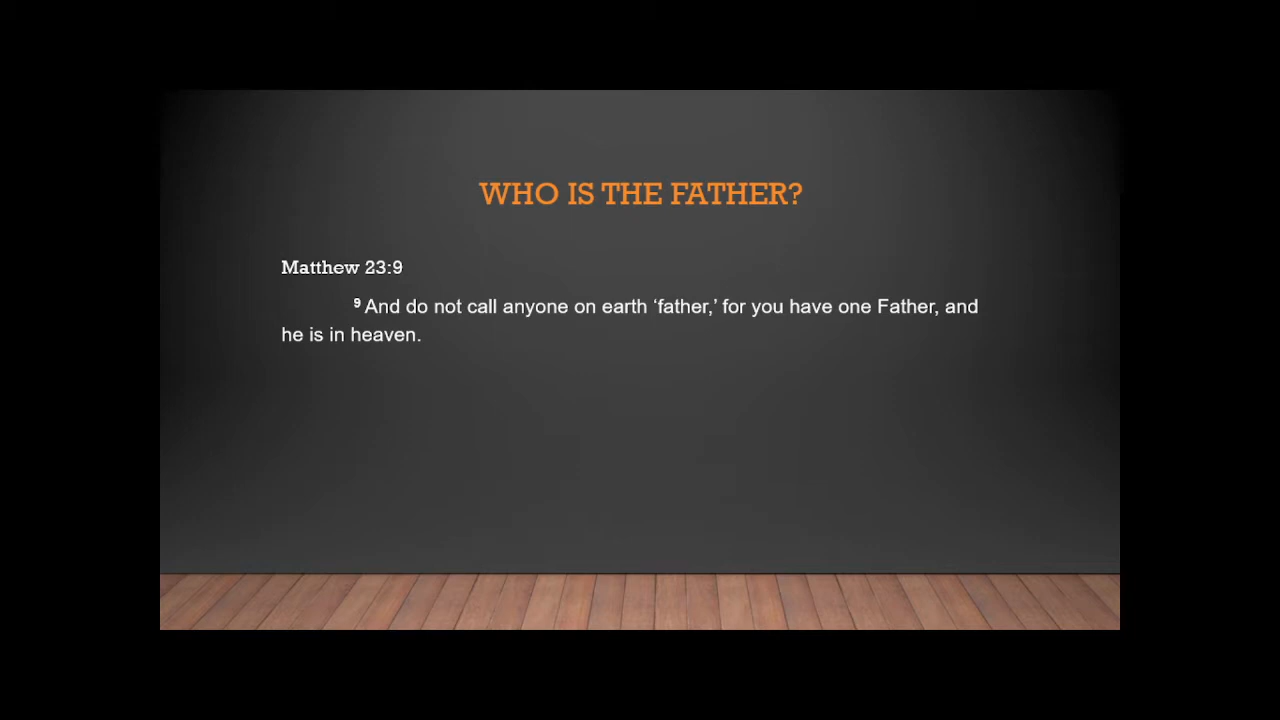 WHO IS THE FATHER?
Matthew 23:9
⁹ And do not call anyone on earth ‘father,’ for you have one Father, and
he is in heaven.